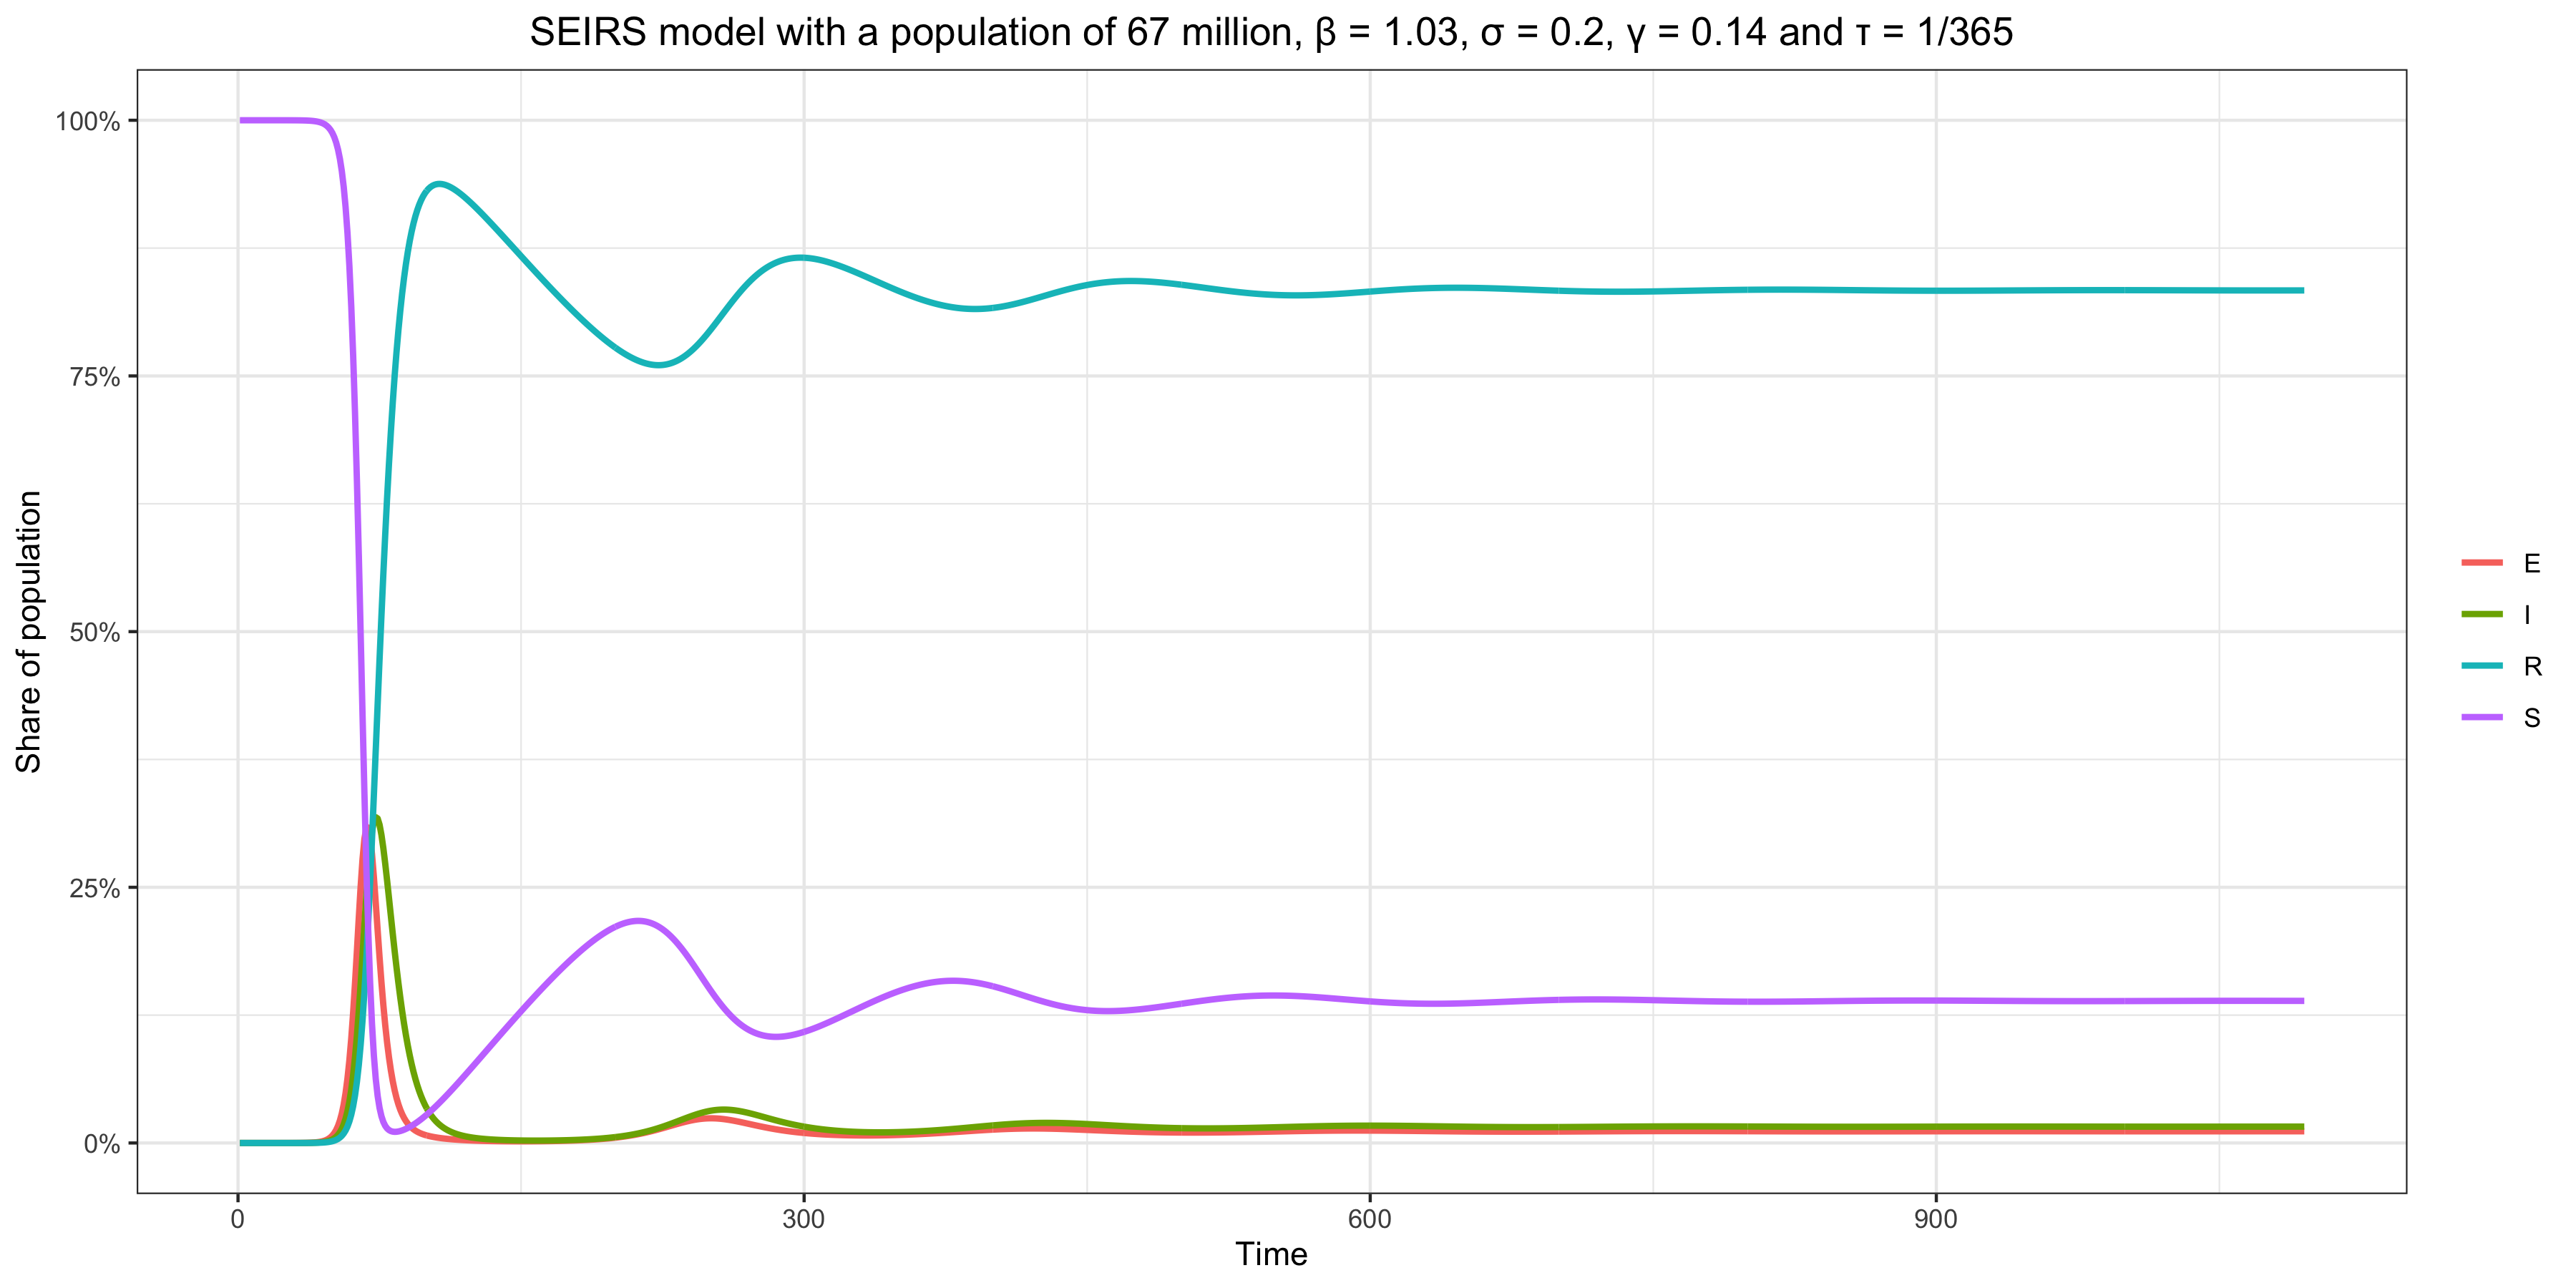 SEIRS model with a population of 67 million, β = 1.03, σ = 0.2, γ = 0.14 and τ = 1/365
Share of population
100%
75%
50%
25%
0%
0
300
600
900
Time
E
I
R
S